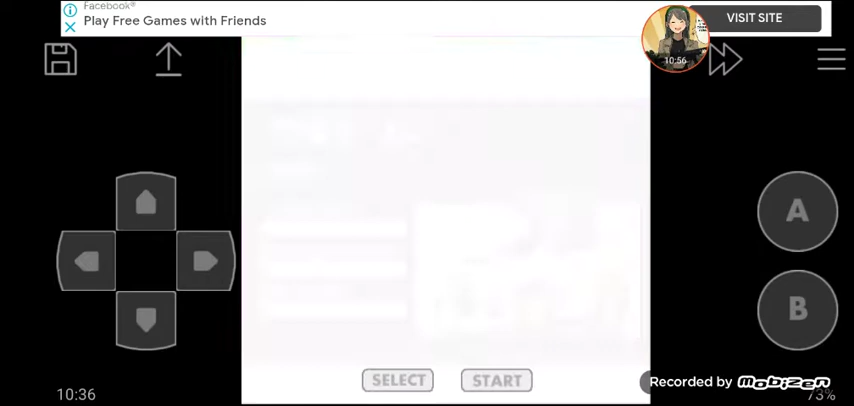 Facebook®
Play Free Games with Friends
VISIT SITE
10:56
A
B
SELECT
START
Recorded by MOBIZEN
10:36
73%